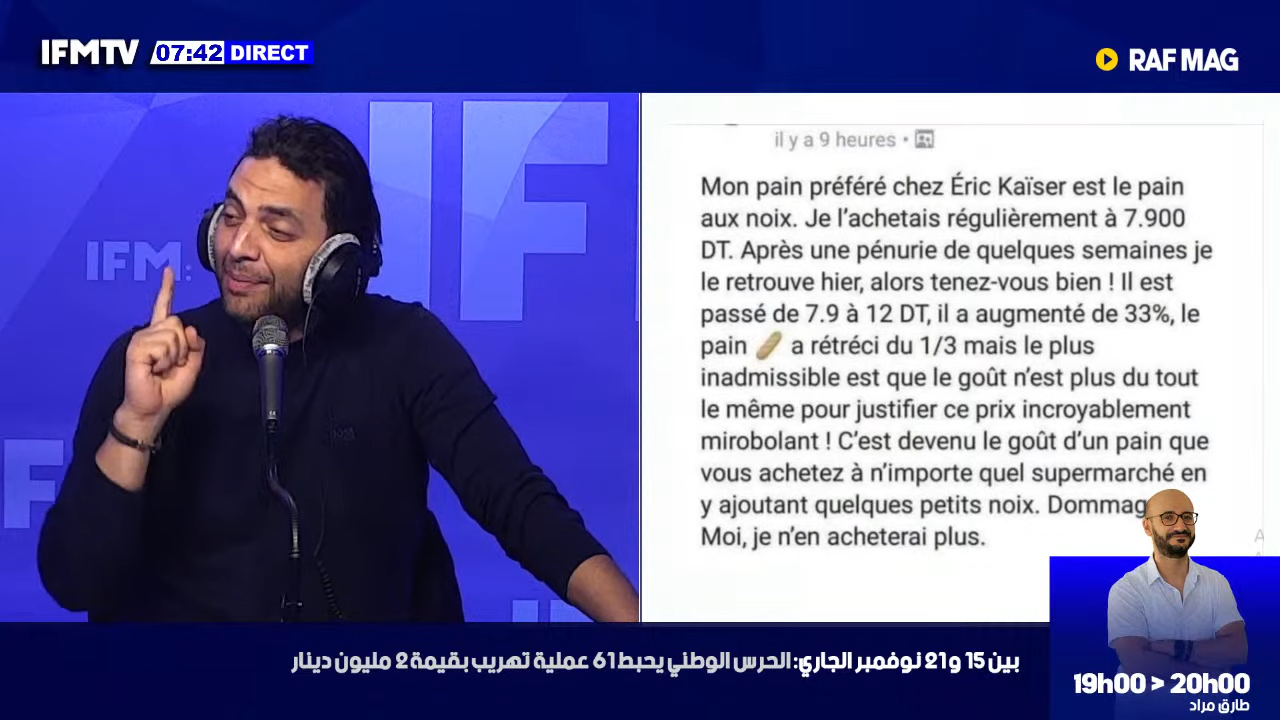 IFMTV 07:42 DIRECT
RAF MAG
IFM:
il y a 9 heures •
Mon pain préféré chez Éric Kaïser est le pain
aux noix. Je l’achetais régulièrement à 7.900
DT. Après une pénurie de quelques semaines je
le retrouve hier, alors tenez-vous bien ! Il est
passé de 7.9 à 12 DT, il a augmenté de 33%, le
pain 🥖 a rétréci du 1/3 mais le plus
inadmissible est que le goût n’est plus du tout
le même pour justifier ce prix incroyablement
mirobolant ! C’est devenu le goût d’un pain que
vous achetez à n’importe quel supermarché en
y ajoutant quelques petits noix. Dommag
Moi, je n’en acheterai plus.
بين 15 و21 نوفمبر الجاري: الحرس الوطني يحبط 61 عملية تهريب بقيمة 2 مليون دينار
19h00 > 20h00
طارق مراد